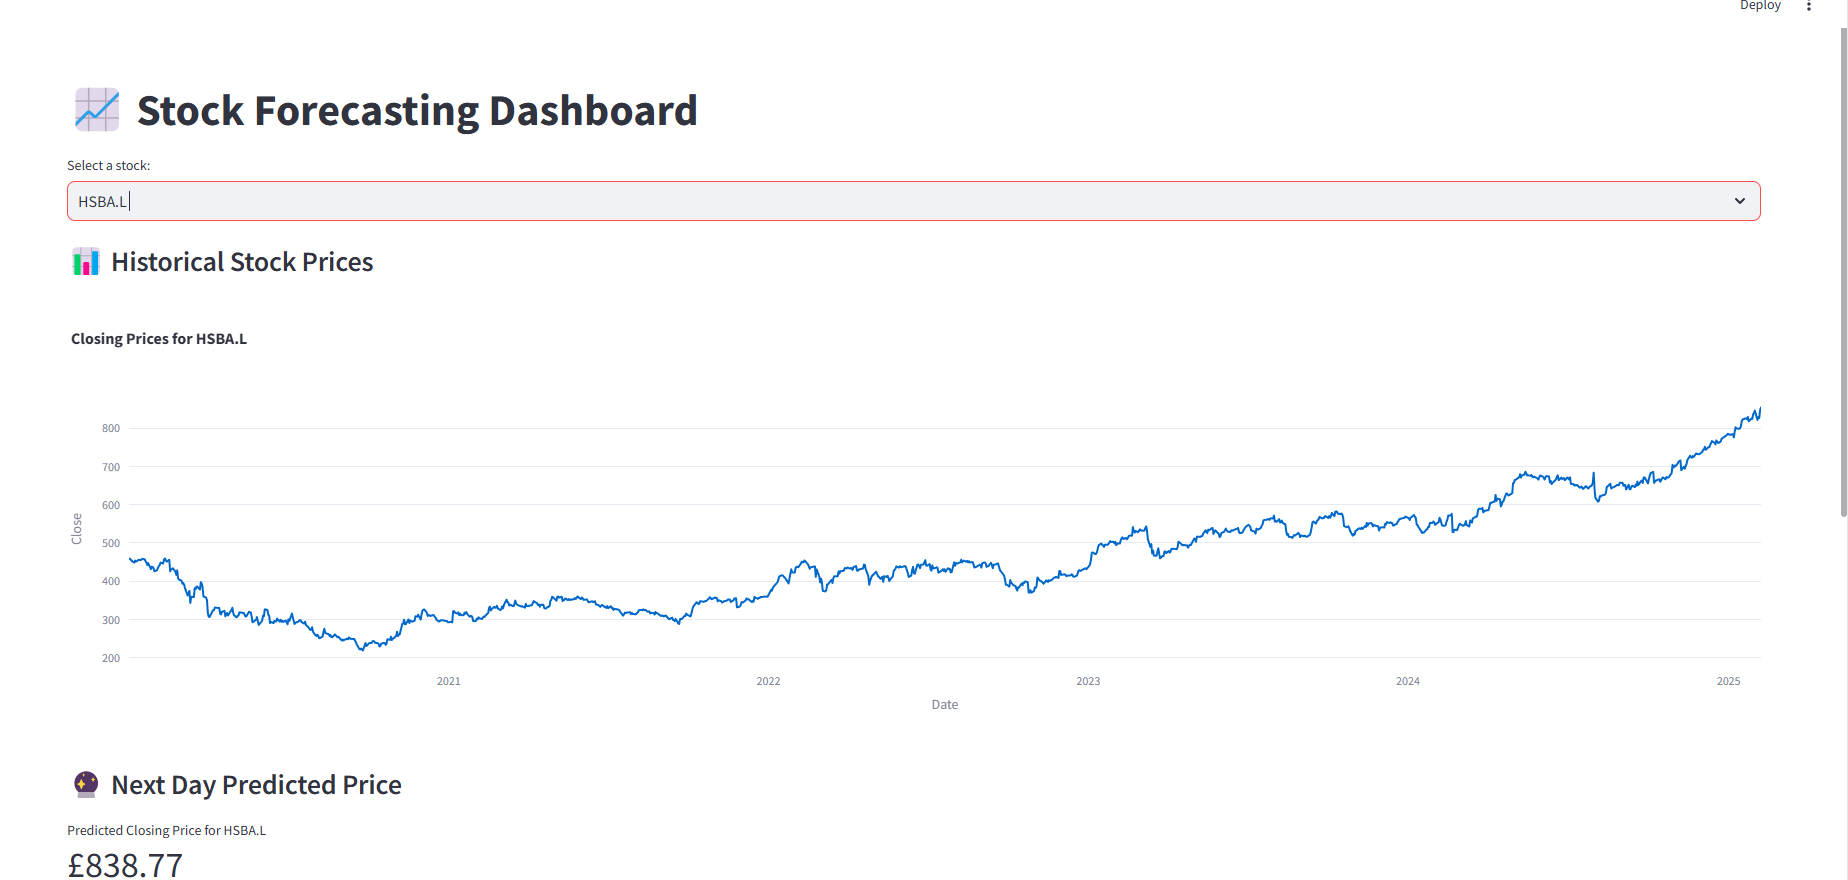 Deploy
Stock Forecasting Dashboard
Select a stock:
HSBA.L
Historical Stock Prices
Closing Prices for HSBA.L
800
700
600
500
400
300
200
Close
2021
2022
2023
2024
2025
Date
Next Day Predicted Price
Predicted Closing Price for HSBA.L
£838.77